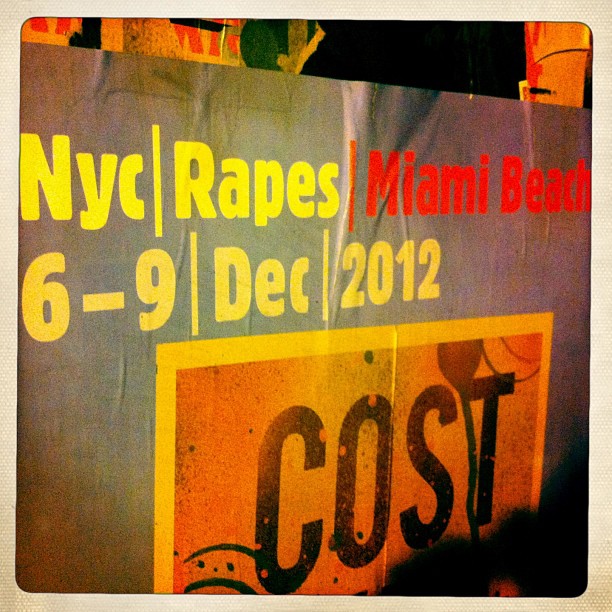 Nyc|Rapes|Miami Beach
6–9|Dec|2012
COST